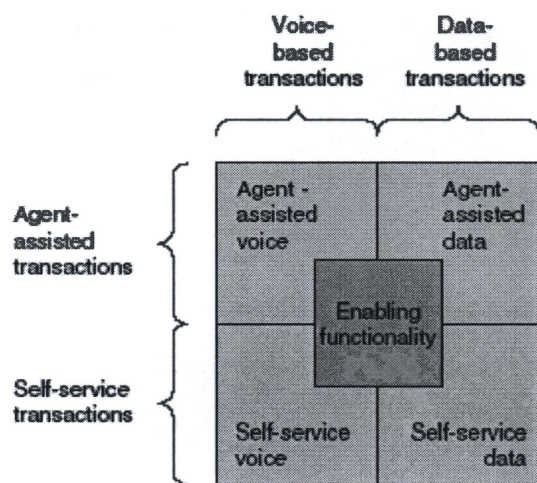 Voice-
based
transactions
Data-
based
transactions
Agent-
assisted
transactions
Agent -
assisted
voice
Agent-
assisted
data
Enabling
functionality
Self-service
transactions
Self-service
voice
Self-service
data